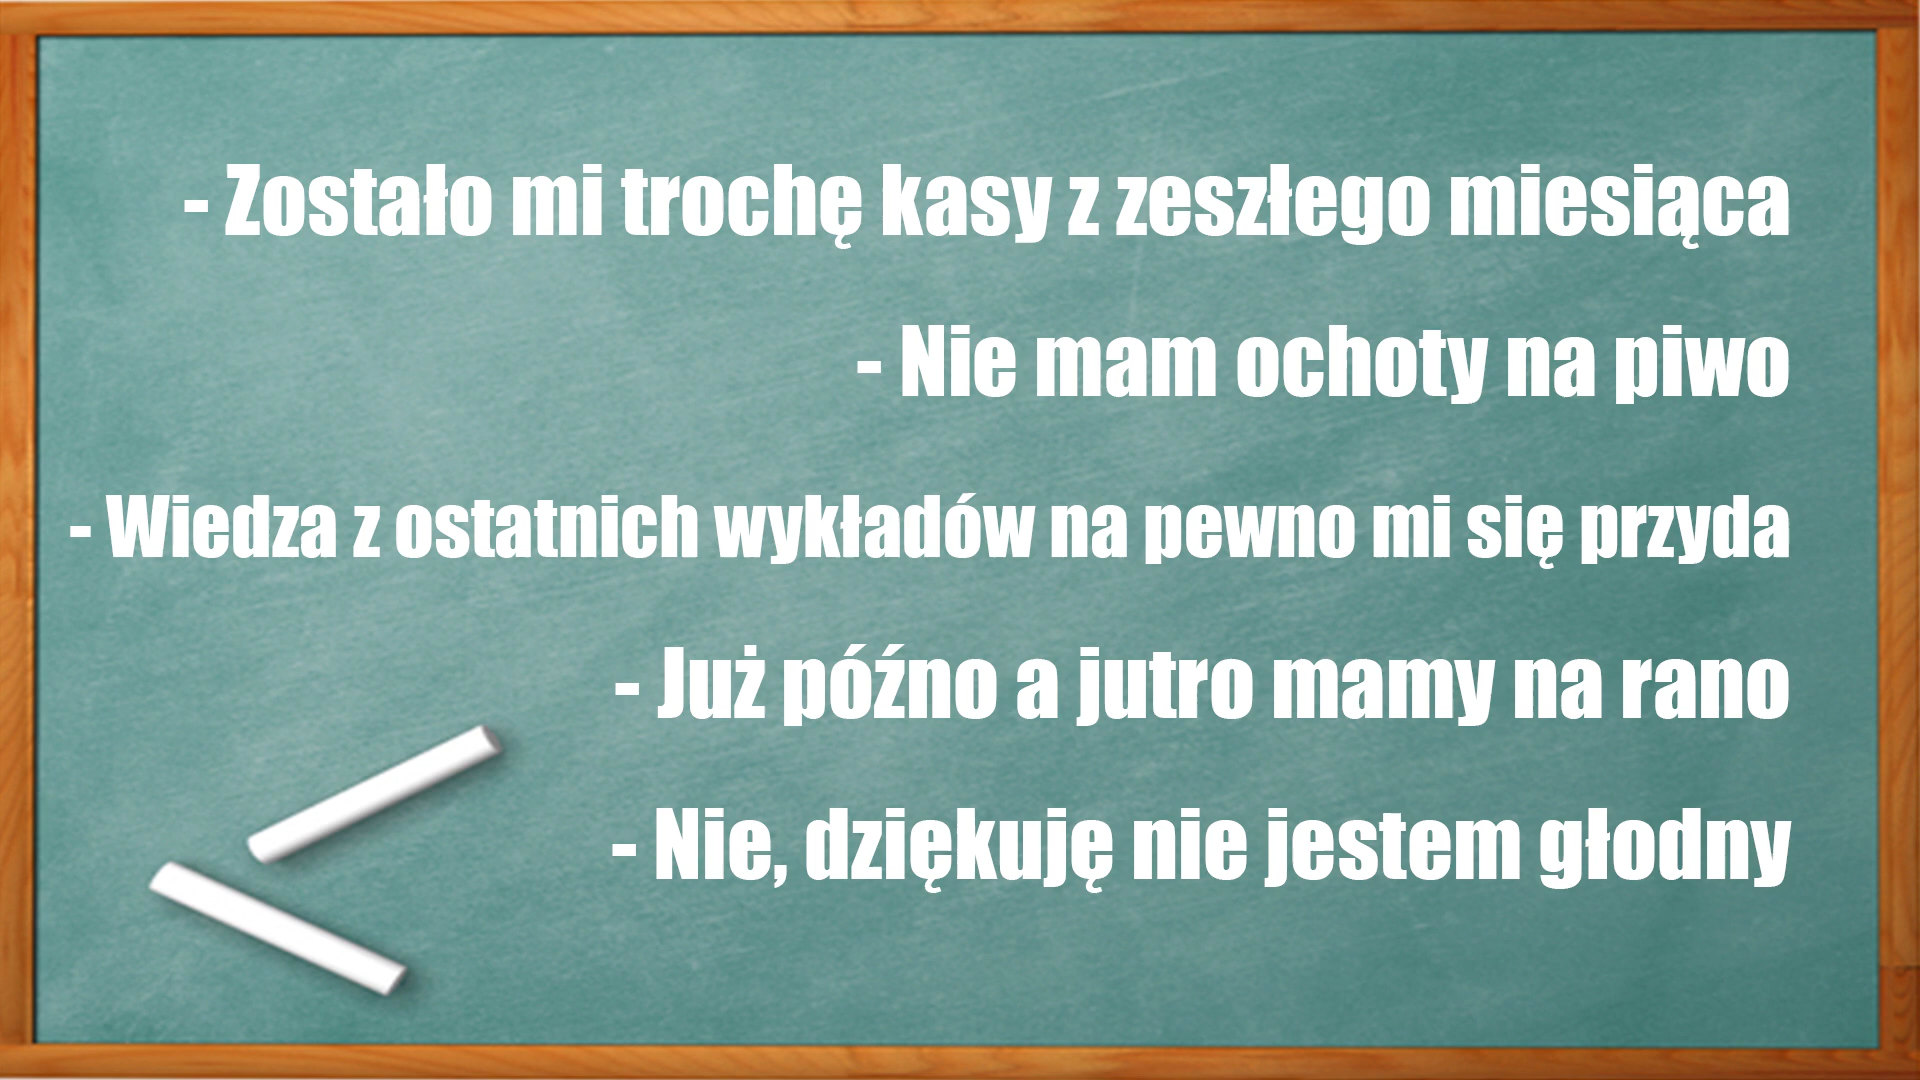 - Zostało mi trochę kasy z zeszłego miesiąca
- Nie mam ochoty na piwo
- Wiedza z ostatnich wykładów na pewno mi się przyda
- Już późno a jutro mamy na rano
- Nie, dziękuję nie jestem głodny